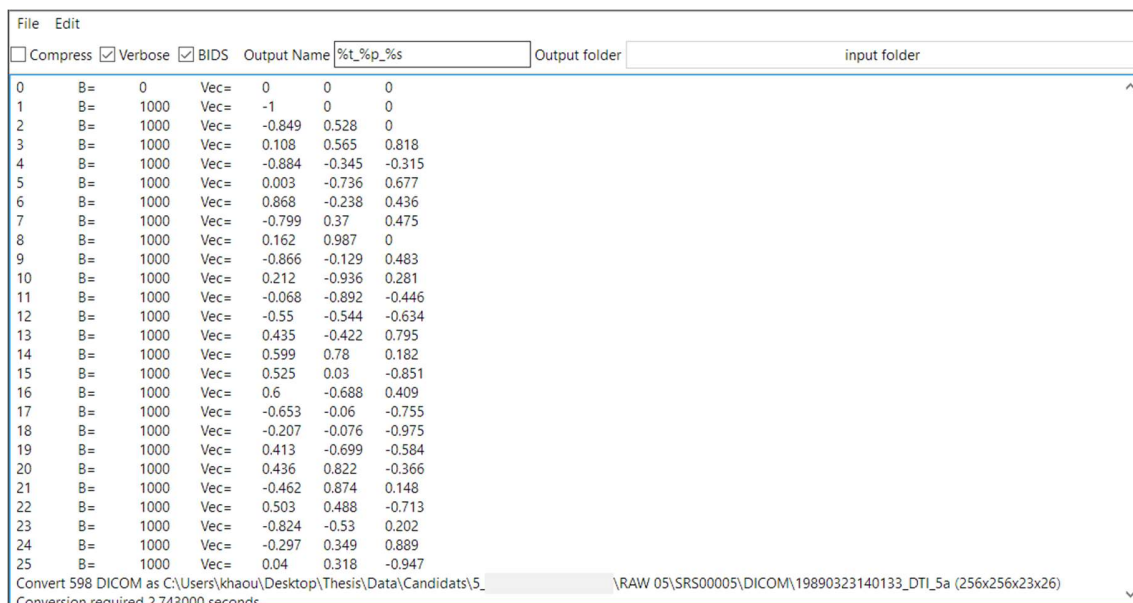 File Edit
Compress Verbose BIDS Output Name %t_%p_%s Output folder input folder
0 B= 0 Vec= 0 0 0
1 B= 1000 Vec= -1 0 0
2 B= 1000 Vec= -0.849 0.528 0
3 B= 1000 Vec= 0.108 0.565 0.818
4 B= 1000 Vec= -0.884 -0.345 -0.315
5 B= 1000 Vec= 0.003 -0.736 0.677
6 B= 1000 Vec= 0.868 -0.238 0.436
7 B= 1000 Vec= -0.799 0.37 0.475
8 B= 1000 Vec= 0.162 0.987 0
9 B= 1000 Vec= -0.866 -0.129 0.483
10 B= 1000 Vec= 0.212 -0.936 0.281
11 B= 1000 Vec= -0.068 -0.892 -0.446
12 B= 1000 Vec= -0.55 -0.544 -0.634
13 B= 1000 Vec= 0.435 -0.422 0.795
14 B= 1000 Vec= 0.599 0.78 0.182
15 B= 1000 Vec= 0.525 0.03 -0.851
16 B= 1000 Vec= 0.6 -0.688 0.409
17 B= 1000 Vec= -0.653 -0.06 -0.755
18 B= 1000 Vec= -0.207 -0.076 -0.975
19 B= 1000 Vec= 0.413 -0.699 -0.584
20 B= 1000 Vec= 0.436 0.822 -0.366
21 B= 1000 Vec= -0.462 0.874 0.148
22 B= 1000 Vec= 0.503 0.488 -0.713
23 B= 1000 Vec= -0.824 -0.53 0.202
24 B= 1000 Vec= -0.297 0.349 0.889
25 B= 1000 Vec= 0.04 0.318 -0.947
Convert 598 DICOM as C:\Users\khaou\Desktop\Thesis\Data\Candidats\5_ \RAW 05\SRS00005\DICOM\19890323140133_DTI_5a (256x256x23x26)
Conversion required 2.743000 seconds.